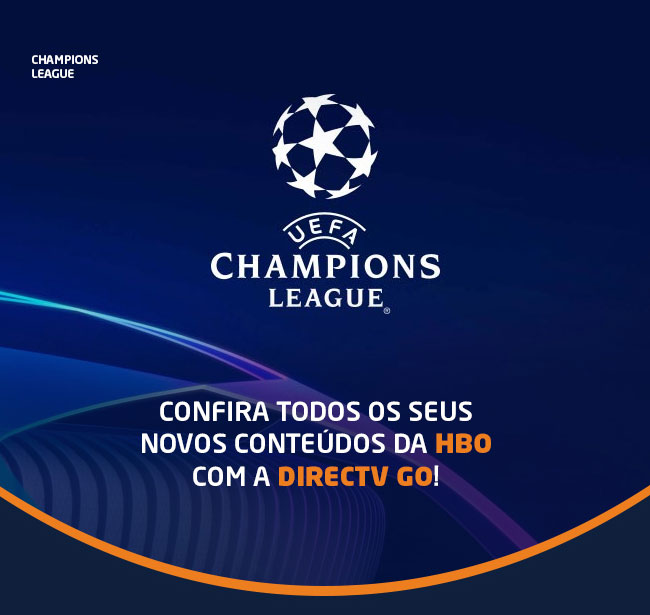 CHAMPIONS
LEAGUE
UEFA
CHAMPIONS
LEAGUE®
CONFIRA TODOS OS SEUS
NOVOS CONTEÚDOS DA HBO
COM A DIRECTV GO!